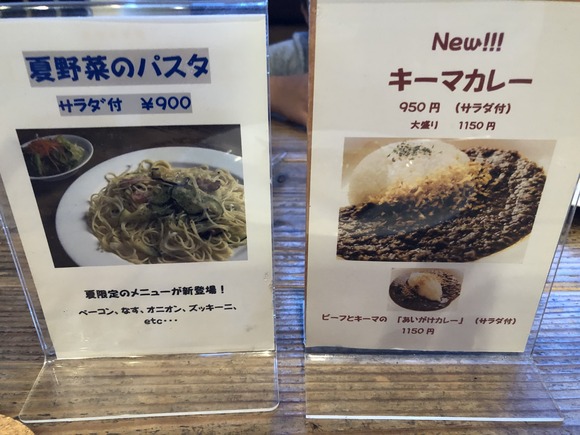 夏野菜のパスタ
サラダ付 ¥900
夏限定のメニューが新登場！
ベーコン、なす、オニオン、ズッキーニ、
etc・・・
New!!!
キーマカレー
950円 （サラダ付）
大盛り 1150円
ビーフとキーマの 「あいがけカレー」 （サラダ付）
1150円